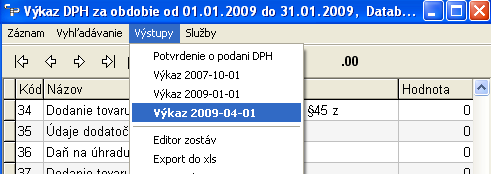 Výkaz DPH za obdobie od 01.01.2009 do 31.01.2009, Datab...
Záznam Vyhľadávanie Výstupy Služby
.00
Potvrdenie o podani DPH
Výkaz 2007-10-01
Výkaz 2009-01-01
Výkaz 2009-04-01
Editor zostáv
Export do xls
Kód Názov Hodnota
34 Dodanie tovaru §45 z 0
35 Údaje dodatoč 0
36 Daň na úhradu 0
37 Dodanie tovaru 0